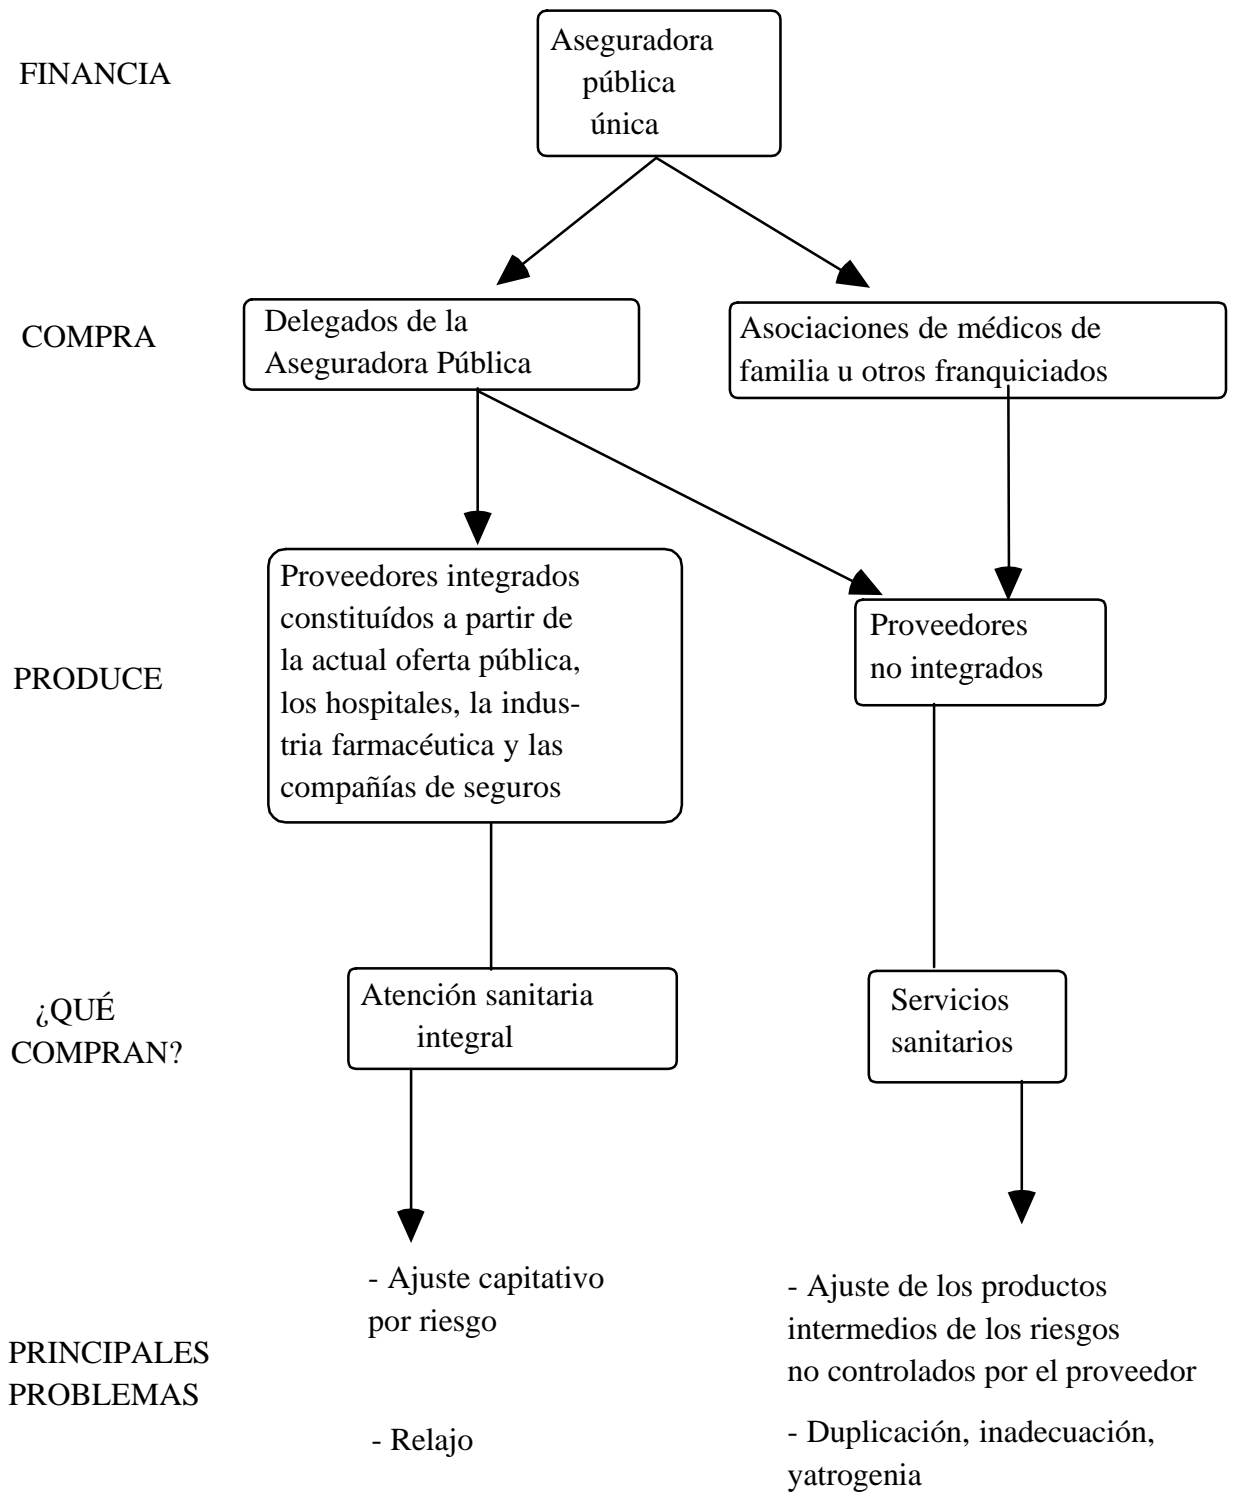 FINANCIA
Aseguradora
pública
única
COMPRA
Delegados de la
Aseguradora Pública
Asociaciones de médicos de
familia u otros franquiciados
PRODUCE
Proveedores integrados
constituídos a partir de
la actual oferta pública,
los hospitales, la indus-
tria farmacéutica y las
compañías de seguros
Proveedores
no integrados
¿QUÉ
COMPRAN?
Atención sanitaria
integral
Servicios
sanitarios
PRINCIPALES
PROBLEMAS
- Ajuste capitativo
por riesgo
- Relajo
- Ajuste de los productos
intermedios de los riesgos
no controlados por el proveedor
- Duplicación, inadecuación,
yatrogenia